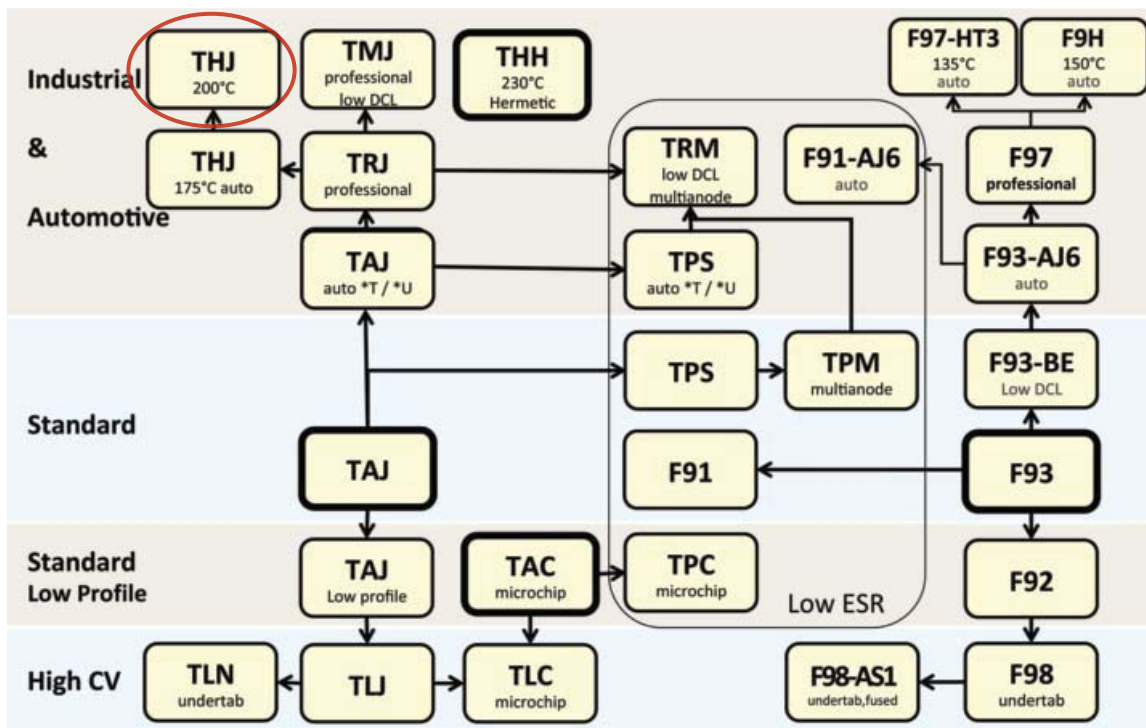 Industrial
&
Automotive
THJ
200°C
TMJ
professional
low DCL
THH
230°C
Hermetic
F97-HT3
135°C
auto
F9H
150°C
auto
THJ
175°C auto
TRJ
professional
TRM
low DCL
multianode
F91-AJ6
auto
F97
professional
TAJ
auto *T / *U
TPS
auto *T / *U
F93-AJ6
auto
Standard
TPS
TPM
multianode
F93-BE
Low DCL
TAJ
F91
F93
Standard
Low Profile
TAJ
Low profile
TAC
microchip
TPC
microchip
Low ESR
F92
High CV
TLN
undertab
TLJ
TLC
microchip
F98-AS1
undertab,fused
F98
undertab